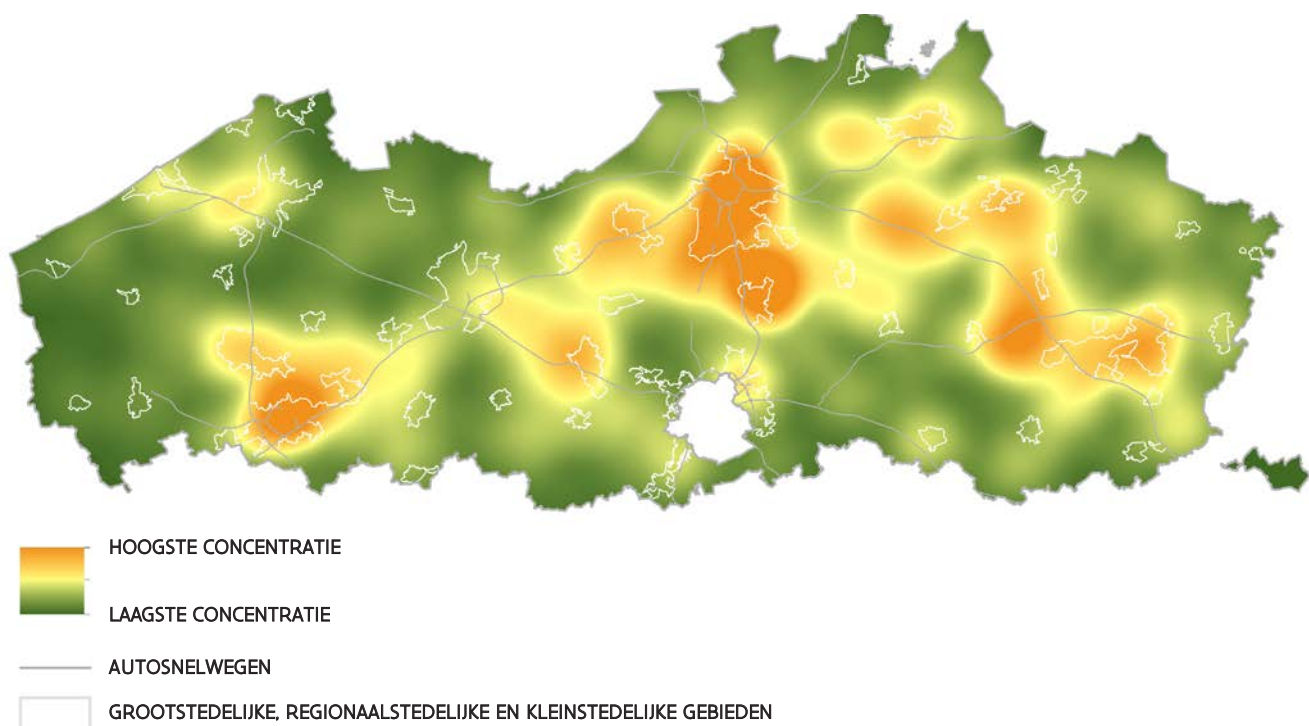 HOOGSTE CONCENTRATIE
LAAGSTE CONCENTRATIE
AUTOSNELWEGEN
GROOTSTEDELIJKE, REGIONAALSTEDELIJKE EN KLEINSTEDELIJKE GEBIEDEN